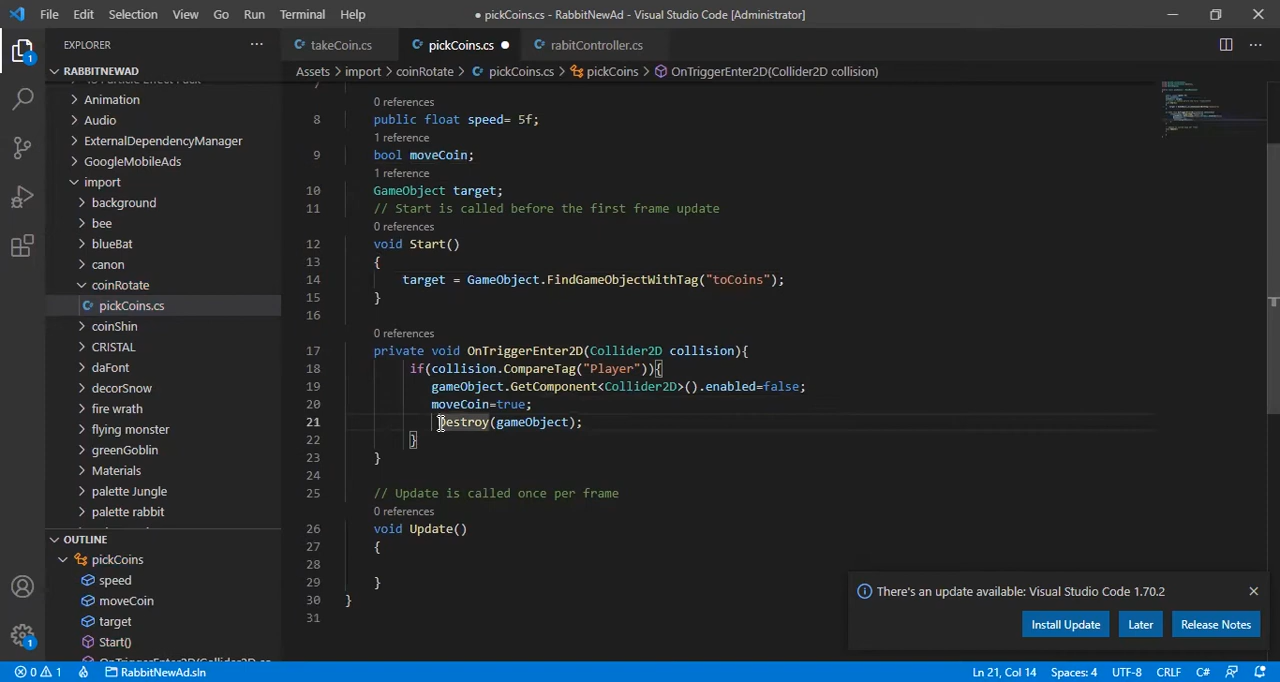 File Edit Selection View Go Run Terminal Help
● pickCoins.cs - RabbitNewAd - Visual Studio Code [Administrator]
EXPLORER
takeCoin.cs pickCoins.cs rabitController.cs
RABBITNEWAD
Assets > import > coinRotate > pickCoins.cs > pickCoins > OnTriggerEnter2D(Collider2D collision)
Animation
Audio
ExternalDependencyManager
GoogleMobileAds
import
background
bee
blueBat
canon
coinRotate
pickCoins.cs
coinShin
CRISTAL
daFont
decorSnow
fire wrath
flying monster
greenGoblin
Materials
palette Jungle
palette rabbit
OUTLINE
pickCoins
speed
moveCoin
target
Start()
7
0 references
8 public float speed= 5f;
1 reference
9 bool moveCoin;
1 reference
10 GameObject target;
11 // Start is called before the first frame update
0 references
12 void Start()
13 {
14 target = GameObject.FindGameObjectWithTag("toCoins");
15 }
16
0 references
17 private void OnTriggerEnter2D(Collider2D collision){
18 if(collision.CompareTag("Player")){
19 gameObject.GetComponent<Collider2D>().enabled=false;
20 moveCoin=true;
21 Destroy(gameObject);
22 }
23 }
24
25 // Update is called once per frame
0 references
26 void Update()
27 {
28
29 }
30 }
31
There's an update available: Visual Studio Code 1.70.2
Install Update Later Release Notes
1
1
0 1 RabbitNewAd.sln Ln 21, Col 14 Spaces: 4 UTF-8 CRLF C#